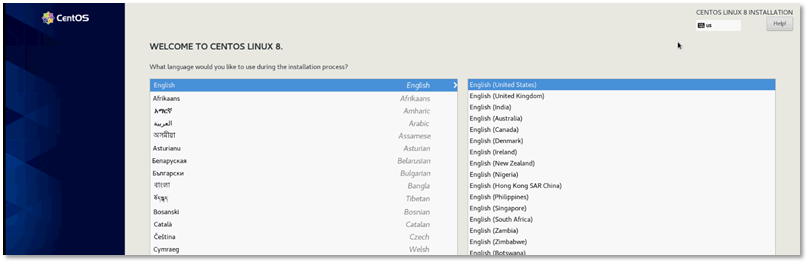 CentOS
CENTOS LINUX 8 INSTALLATION
us
Help!
WELCOME TO CENTOS LINUX 8.
What language would you like to use during the installation process?
English English
Afrikaans Afrikaans
አማርኛ Amharic
العربية Arabic
অসমীয়া Assamese
Asturianu Asturian
Беларуская Belarusian
Български Bulgarian
বাংলা Bangla
Tibetan
Bosanski Bosnian
Català Catalan
Čeština Czech
Cymraeg Welsh
English (United States)
English (United Kingdom)
English (India)
English (Australia)
English (Canada)
English (Denmark)
English (Ireland)
English (New Zealand)
English (Nigeria)
English (Hong Kong SAR China)
English (Philippines)
English (Singapore)
English (South Africa)
English (Zambia)
English (Zimbabwe)
English (Botswana)